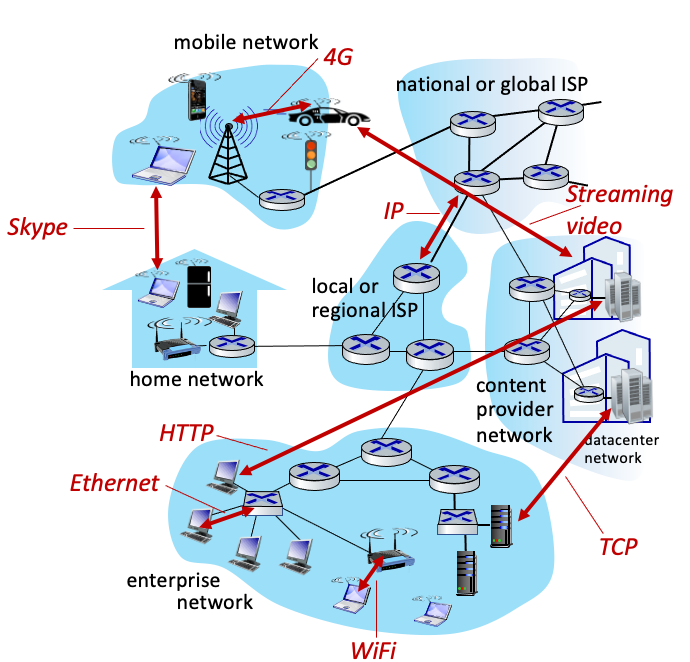 mobile network
4G
national or global ISP
Skype
IP
Streaming
video
local or
regional ISP
home network
content
provider
network
datacenter
network
HTTP
Ethernet
TCP
enterprise
network
WiFi